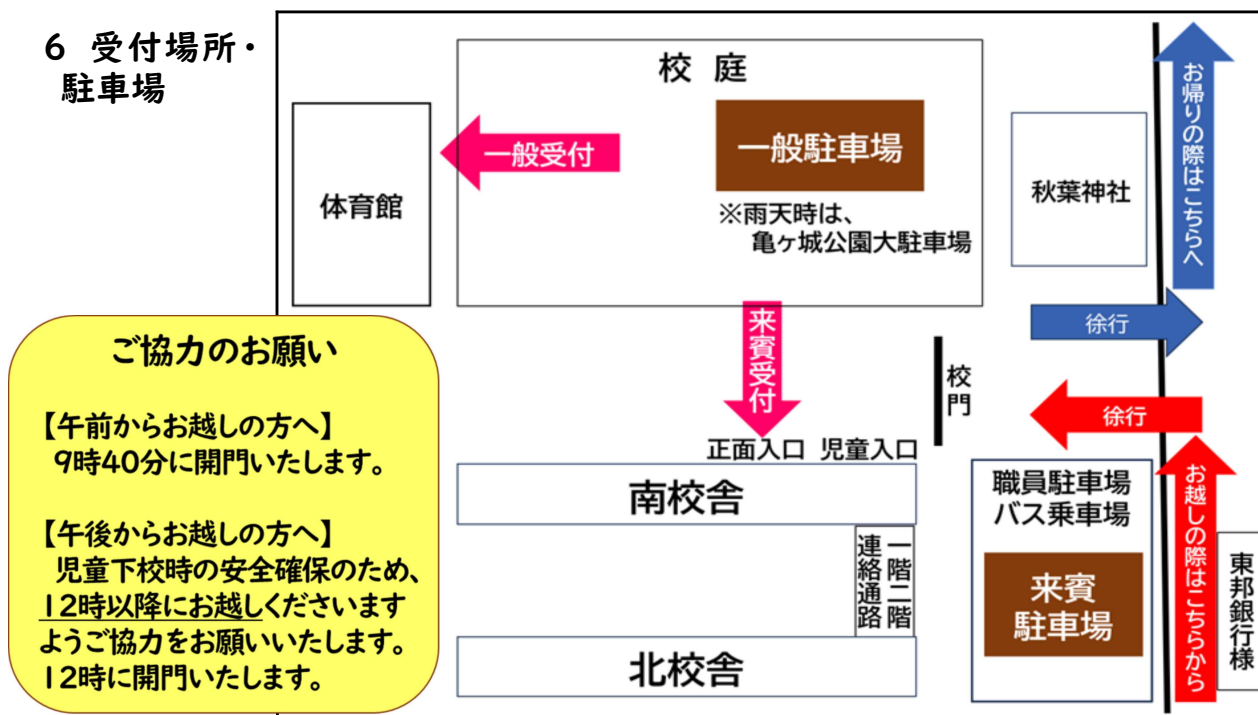 6 受付場所・
駐車場
校 庭
一般受付
一般駐車場
※雨天時は、
亀ヶ城公園大駐車場
体育館
秋葉神社
お帰りの際はこちらへ
徐行
来賓受付
校門
徐行
正面入口 児童入口
南校舎
一階二階
連絡通路
北校舎
職員駐車場
バス乗車場
来賓
駐車場
お越しの際はこちらから
東邦銀行様
ご協力のお願い
【午前からお越しの方へ】
9時40分に開門いたします。
【午後からお越しの方へ】
児童下校時の安全確保のため、
12時以降にお越しくださいます
ようご協力をお願いいたします。
12時に開門いたします。